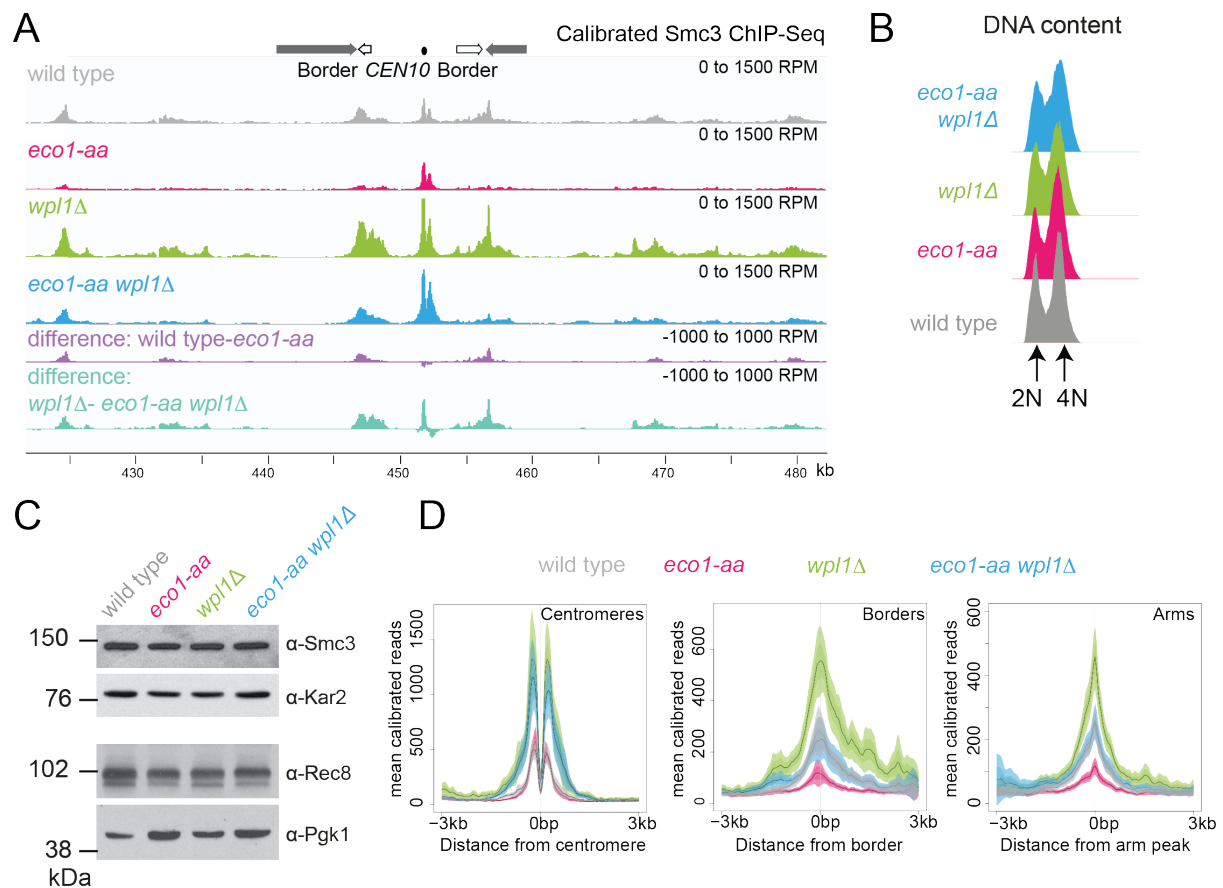 A
Calibrated Smc3 ChIP-Seq
Border CEN10 Border
wild type
0 to 1500 RPM
0 to 1500 RPM
eco1-aa
wpl1Δ
0 to 1500 RPM
0 to 1500 RPM
eco1-aa wpl1Δ
difference: wild type-eco1-aa
-1000 to 1000 RPM
difference:
-1000 to 1000 RPM
wpl1Δ- eco1-aa wpl1Δ
430 440 450 460 470 480 kb
B
DNA content
eco1-aa
wpl1Δ
wpl1Δ
eco1-aa
wild type
2N 4N
C
wild type
eco1-aa
wpl1Δ
eco1-aa wpl1Δ
150
α-Smc3
76
α-Kar2
102
α-Rec8
α-Pgk1
38
kDa
D
wild type eco1-aa wpl1Δ eco1-aa wpl1Δ
Centromeres
mean calibrated reads
0 500 1000 1500
−3kb 0bp 3kb
Distance from centromere
Borders
mean calibrated reads
0 200 400 600
−3kb 0bp 3kb
Distance from border
Arms
mean calibrated reads
0 200 400 600
−3kb 0bp 3kb
Distance from arm peak